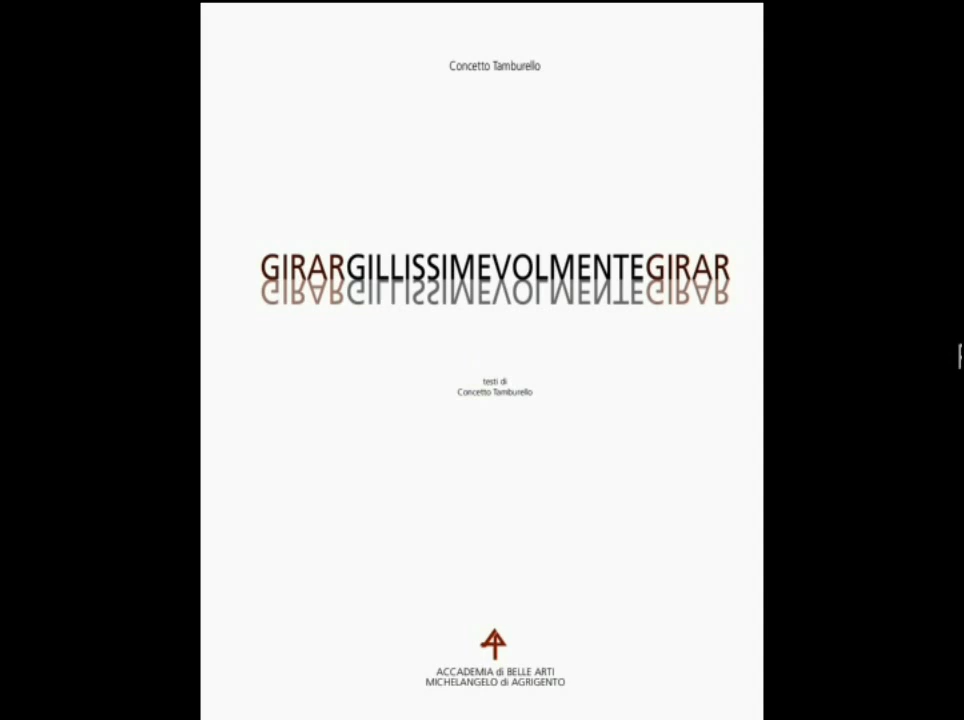 Concetto Tamburello
GIRARGILLISSIMEVOLMENTEGIRAR
testi di
Concetto Tamburello
ACCADEMIA di BELLE ARTI
MICHELANGELO di AGRIGENTO